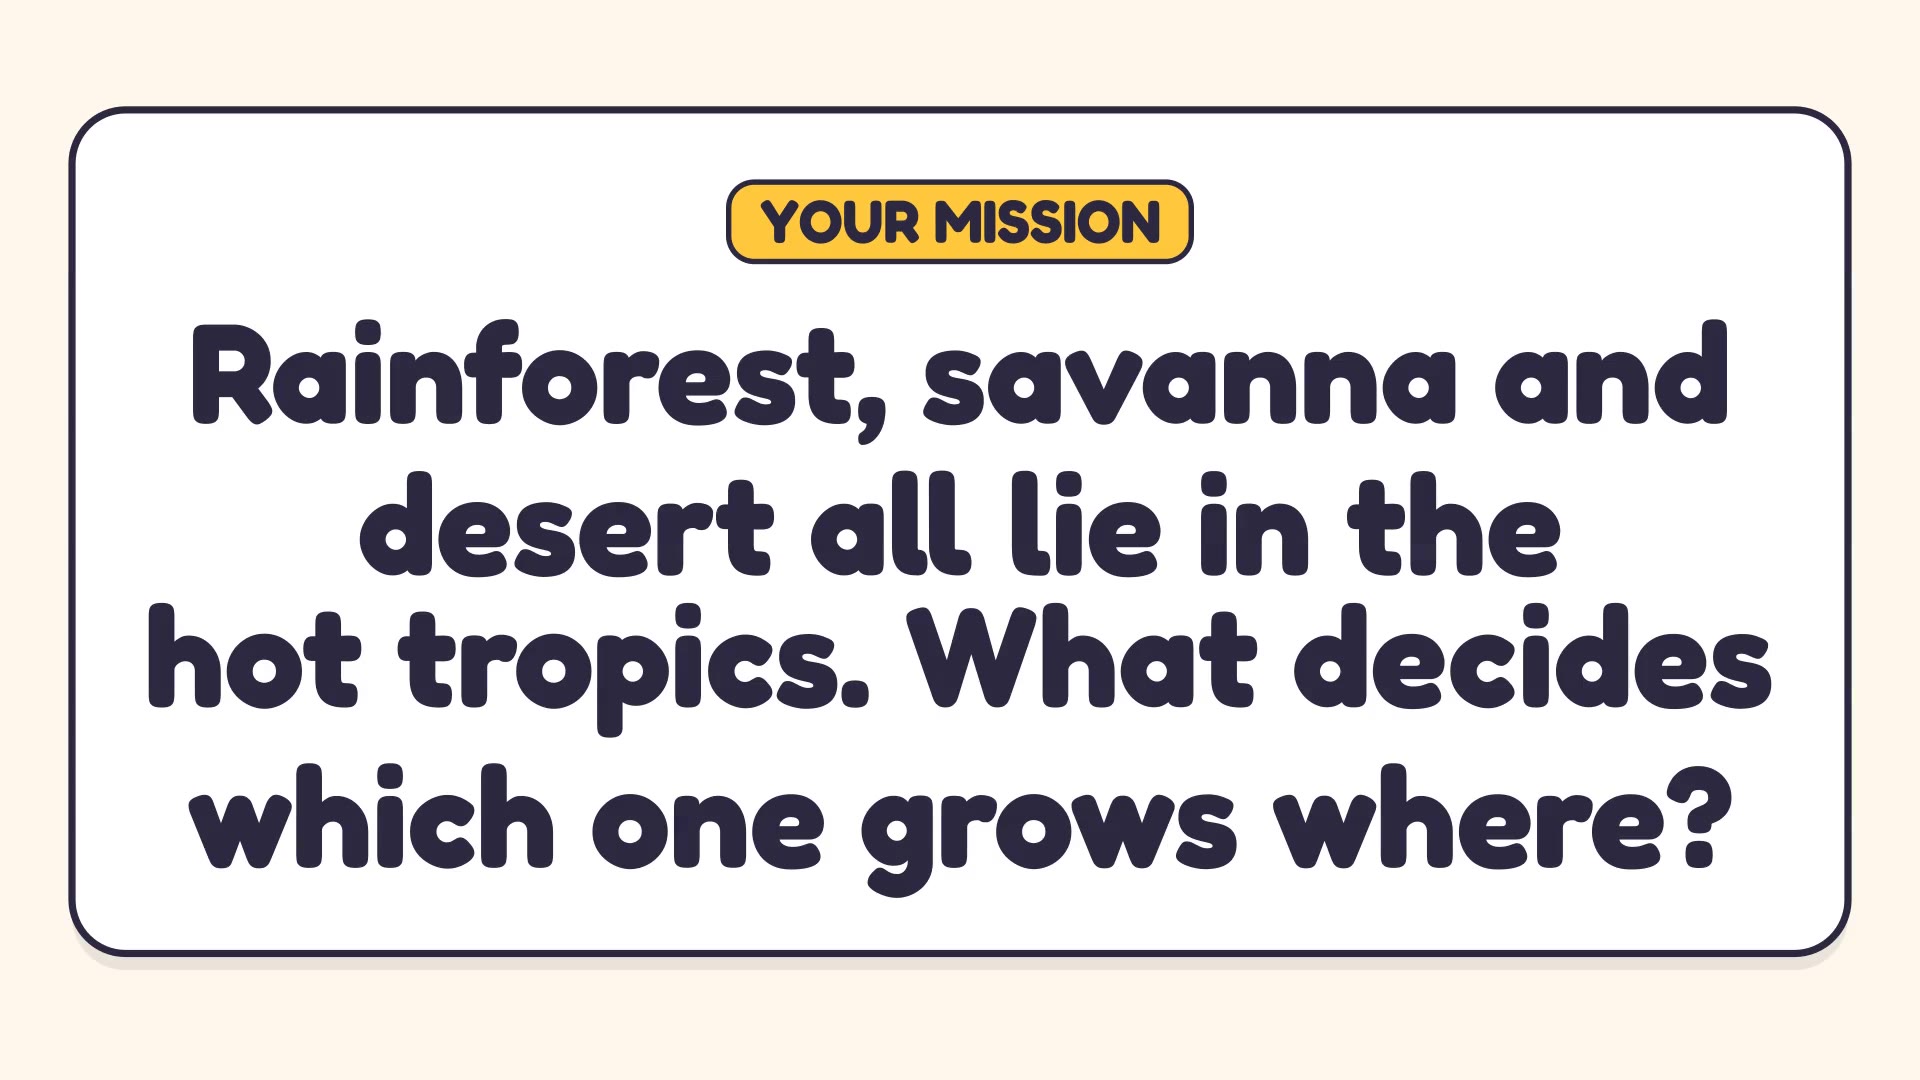 YOUR MISSION
Rainforest, savanna and
desert all lie in the
hot tropics. What decides
which one grows where?